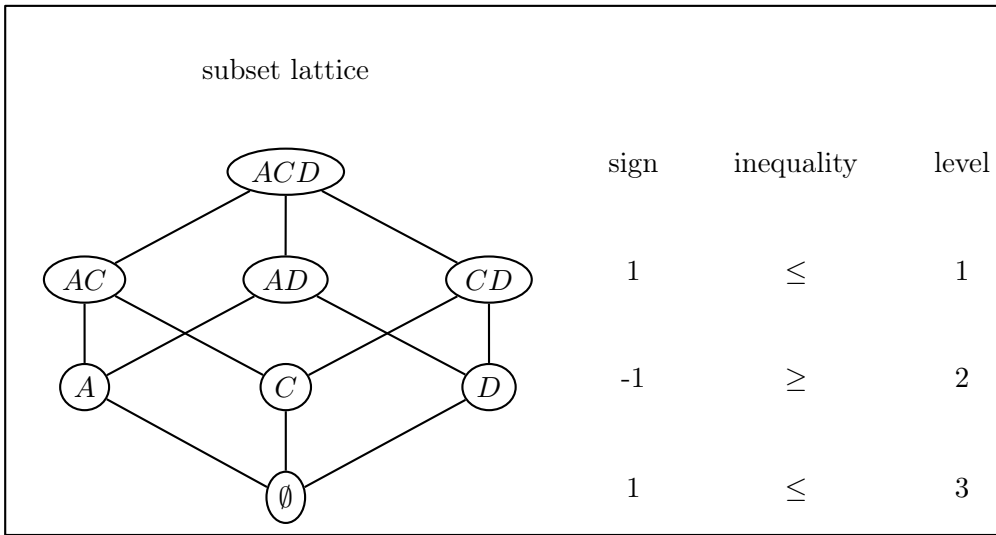 subset lattice
ACD sign inequality level
AC AD CD 1 ≤ 1
A C D -1 ≥ 2
∅ 1 ≤ 3